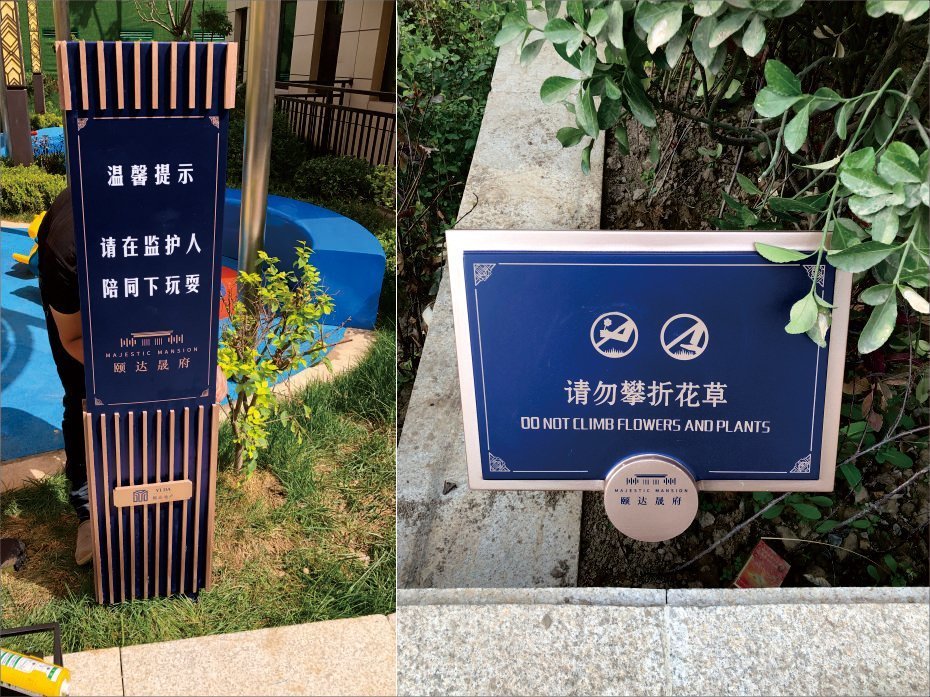 温馨提示
请在监护人
陪同下玩耍
MAJESTIC MANSION
颐达晟府
YI DA
请勿攀折花草
DO NOT CLIMB FLOWERS AND PLANTS
MAJESTIC MANSION
颐达晟府